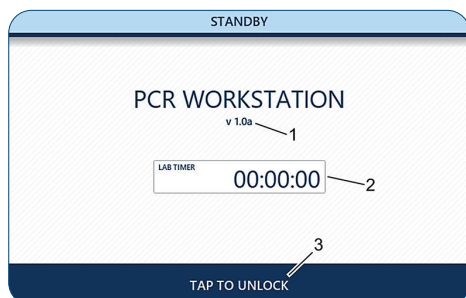 STANDBY
PCR WORKSTATION
v 1.0a
1
LAB TIMER
00:00:00
2
3
TAP TO UNLOCK